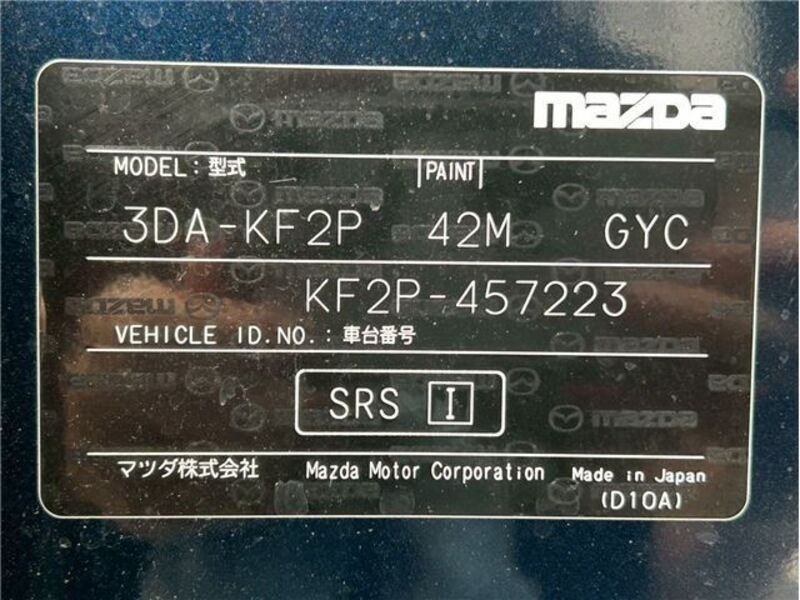 mazda
MODEL: 型式 PAINT
3DA-KF2P 42M GYC
KF2P-457223
VEHICLE ID.NO.: 車台番号
SRS I
マツダ株式会社 Mazda Motor Corporation Made in Japan
(D10A)